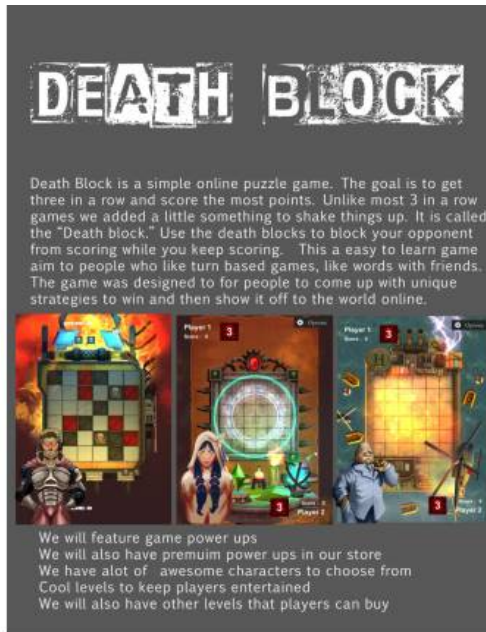 DEATH BLOCK
Death Block is a simple online puzzle game. The goal is to get
three in a row and score the most points. Unlike most 3 in a row
games we added a little something to shake things up. It is called
the "Death block." Use the death blocks to block your opponent
from scoring while you keep scoring. This a easy to learn game
aim to people who like turn based games, like words with friends.
The game was designed to for people to come up with unique
strategies to win and then show it off to the world online.
Player 1
3
Options
Player 1
3
Options
3
Player 2
3
Player 2
We will feature game power ups
We will also have premuim power ups in our store
We have alot of awesome characters to choose from
Cool levels to keep players entertained
We will also have other levels that players can buy